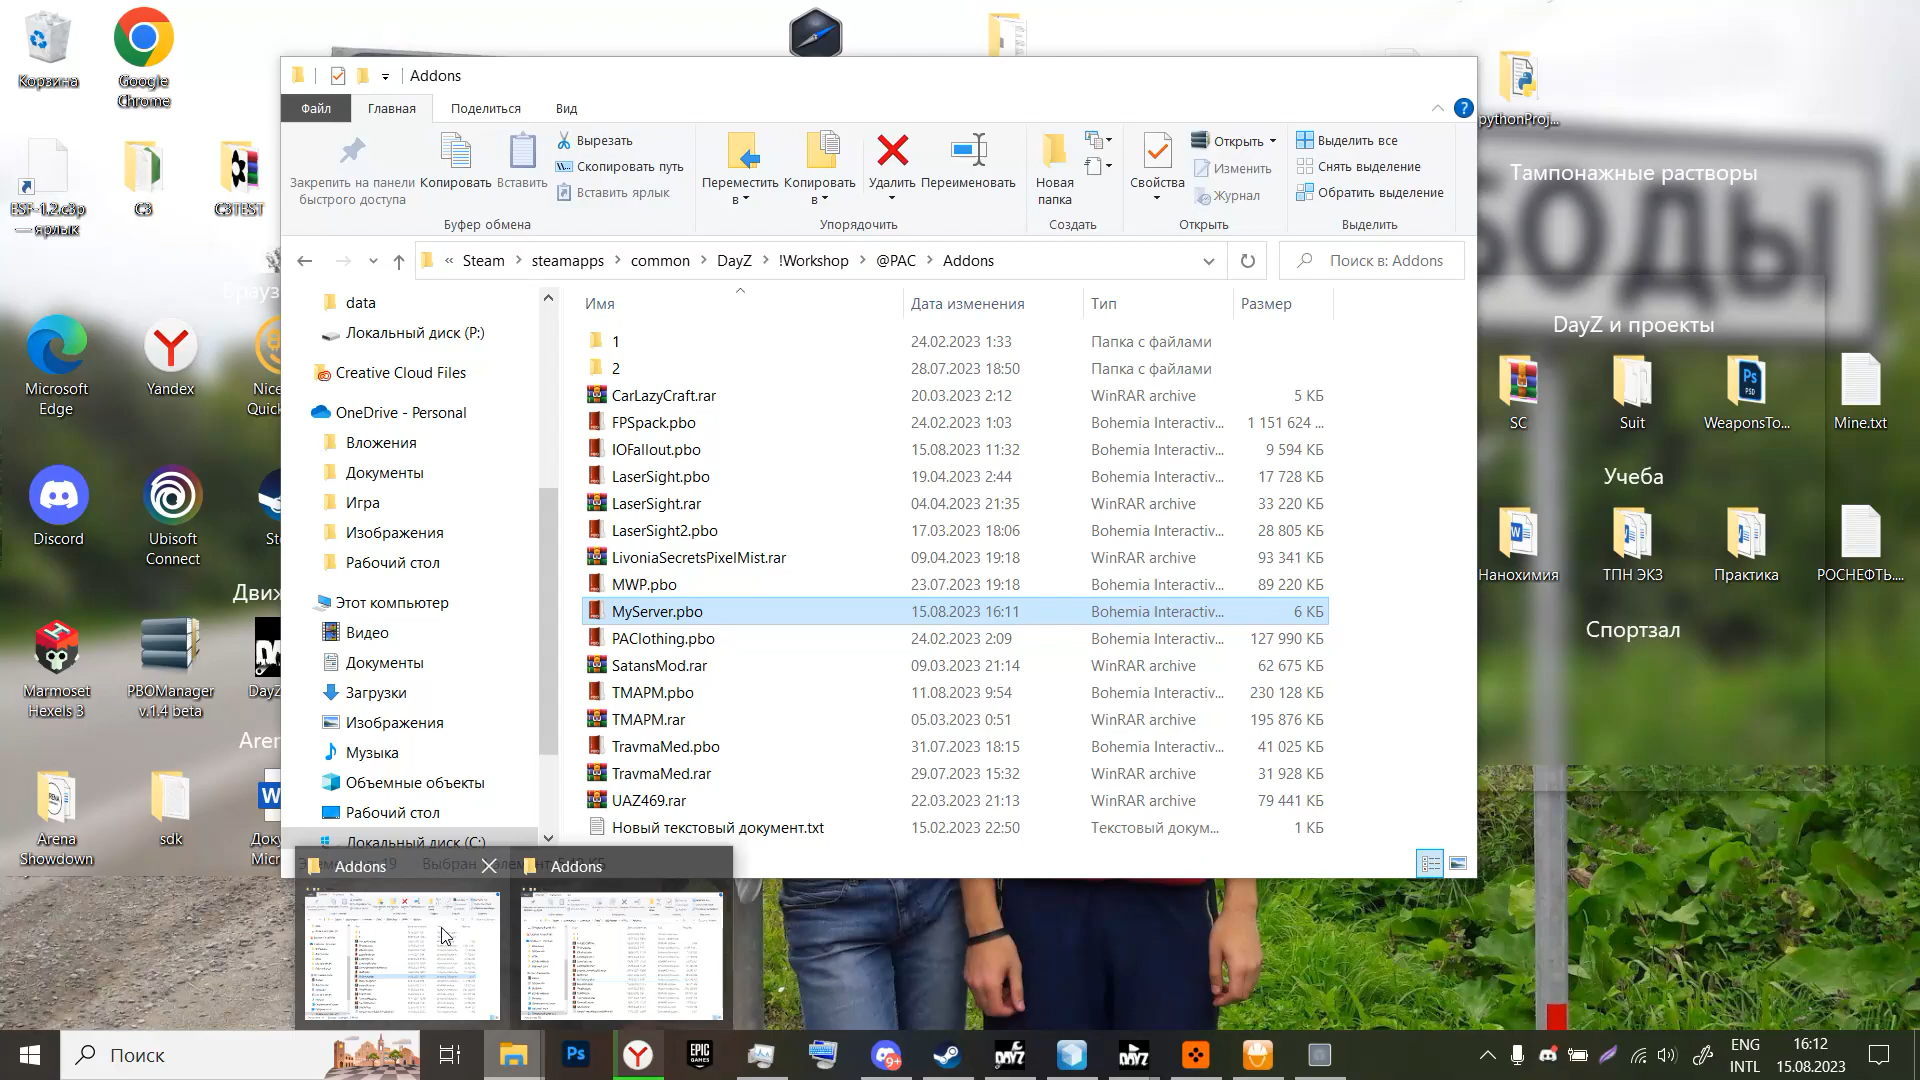 Корзина
Google
Chrome
ESF-1.2.c3p
— ярлык
C3
C3TEST
Microsoft
Edge
Yandex
Discord
Ubisoft
Connect
Marmoset
Hexels 3
PBOManager
v.1.4 beta
Arena
Showdown
sdk
Addons
Файл
Главная
Поделиться
Вид
Закрепить на панели
быстрого доступа
Копировать
Вставить
Вырезать
Скопировать путь
Вставить ярлык
Буфер обмена
Переместить
в
Копировать
в
Удалить
Переименовать
Упорядочить
Новая
папка
Создать
Свойства
Открыть
Изменить
Журнал
Открыть
Выделить все
Снять выделение
Обратить выделение
Выделить
« Steam > steamapps > common > DayZ > !Workshop > @PAC > Addons
Поиск в: Addons
data
Локальный диск (P:)
Creative Cloud Files
OneDrive - Personal
Вложения
Документы
Игра
Изображения
Рабочий стол
Этот компьютер
Видео
Документы
Загрузки
Изображения
Музыка
Объемные объекты
Рабочий стол
Локальный диск (C:)
Имя Дата изменения Тип Размер
1 24.02.2023 1:33 Папка с файлами
2 28.07.2023 18:50 Папка с файлами
CarLazyCraft.rar 20.03.2023 2:12 WinRAR archive 5 КБ
FPSpack.pbo 24.02.2023 1:03 Bohemia Interactiv... 1 151 624 ...
IOFallout.pbo 15.08.2023 11:32 Bohemia Interactiv... 9 594 КБ
LaserSight.pbo 19.04.2023 2:44 Bohemia Interactiv... 17 728 КБ
LaserSight.rar 04.04.2023 21:35 WinRAR archive 33 220 КБ
LaserSight2.pbo 17.03.2023 18:06 Bohemia Interactiv... 28 805 КБ
LivoniaSecretsPixelMist.rar 09.04.2023 19:18 WinRAR archive 93 341 КБ
MWP.pbo 23.07.2023 19:18 Bohemia Interactiv... 89 220 КБ
MyServer.pbo 15.08.2023 16:11 Bohemia Interactiv... 6 КБ
PAClothing.pbo 24.02.2023 2:09 Bohemia Interactiv... 127 990 КБ
SatansMod.rar 09.03.2023 21:14 WinRAR archive 62 675 КБ
TMAPM.pbo 11.08.2023 9:54 Bohemia Interactiv... 230 128 КБ
TMAPM.rar 05.03.2023 0:51 WinRAR archive 195 876 КБ
TravmaMed.pbo 31.07.2023 18:15 Bohemia Interactiv... 41 025 КБ
TravmaMed.rar 29.07.2023 15:32 WinRAR archive 31 928 КБ
UAZ469.rar 22.03.2023 21:13 WinRAR archive 79 441 КБ
Новый текстовый документ.txt 15.02.2023 22:50 Текстовый докум... 1 КБ
Addons
Addons
pythonProj...
Тампонажные растворы
DayZ и проекты
SC
Suit
WeaponsTo...
Mine.txt
Учеба
Нанохимия
ТПН ЭКЗ
Практика
РОСНЕФТЬ....
Спортзал
Поиск
Ps
EPIC
GAMES
DAYZ
DAYZ
9+
ENG
INTL
16:12
15.08.2023